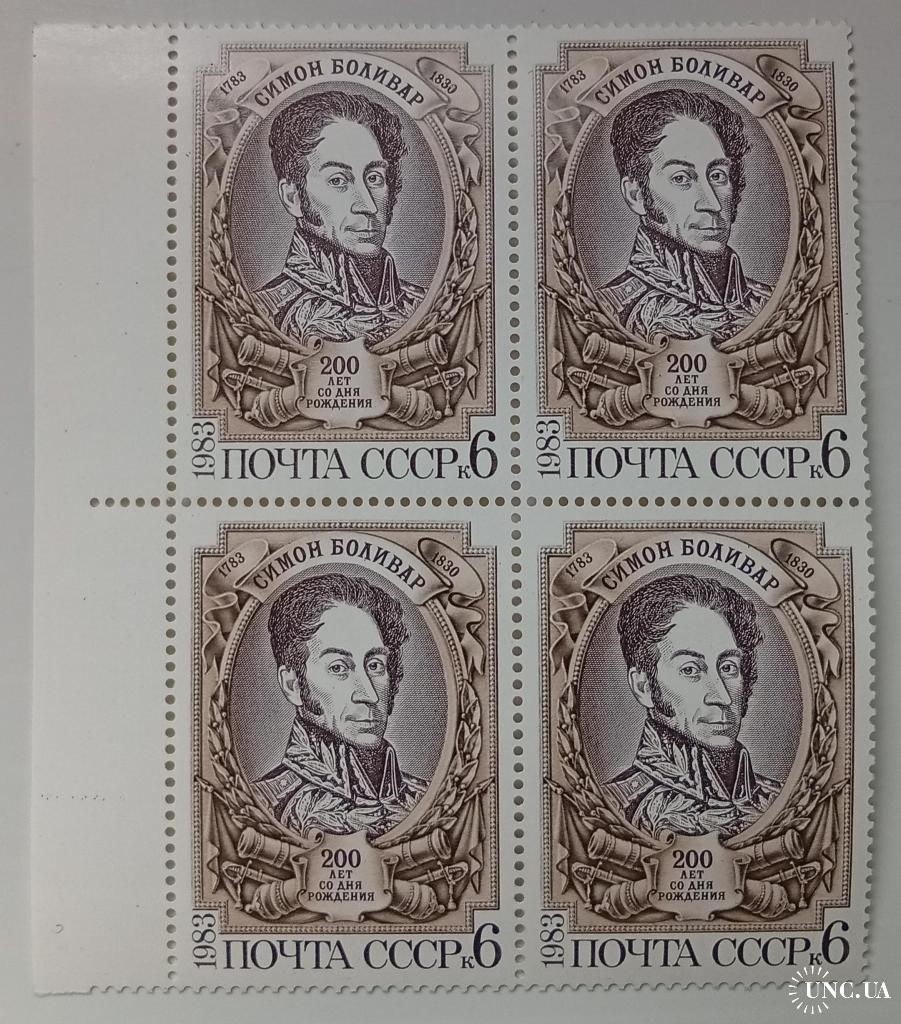 1783 СИМОН БОЛИВАР 1830
200
ЛЕТ
СО ДНЯ
РОЖДЕНИЯ
1983 ПОЧТА СССР к6
1783 СИМОН БОЛИВАР 1830
200
ЛЕТ
СО ДНЯ
РОЖДЕНИЯ
1983 ПОЧТА СССР к6
1783 СИМОН БОЛИВАР 1830
200
ЛЕТ
СО ДНЯ
РОЖДЕНИЯ
1983 ПОЧТА СССР к6
1783 СИМОН БОЛИВАР 1830
200
ЛЕТ
СО ДНЯ
РОЖДЕНИЯ
1983 ПОЧТА СССР к6
UNC.UA